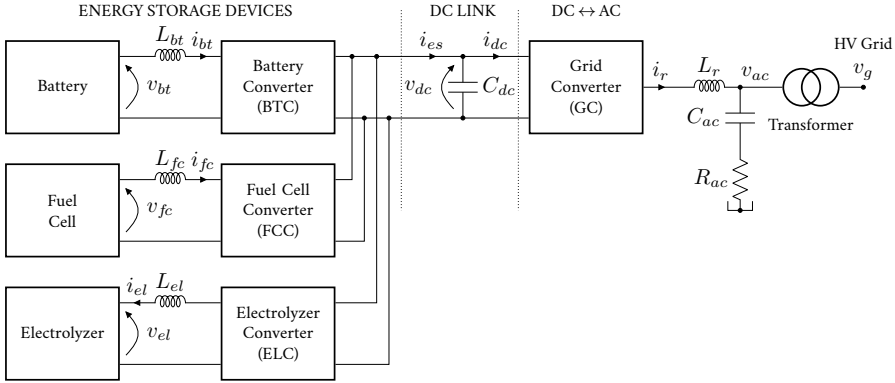 ENERGY STORAGE DEVICES
DC LINK
DC ↔ AC
L_bt i_bt
Battery
v_bt
Battery
Converter
(BTC)
i_es
i_dc
v_dc
C_dc
Grid
Converter
(GC)
i_r
L_r
v_ac
HV Grid
v_g
C_ac
Transformer
R_ac
L_fc i_fc
Fuel
Cell
v_fc
Fuel Cell
Converter
(FCC)
i_el
L_el
Electrolyzer
v_el
Electrolyzer
Converter
(ELC)